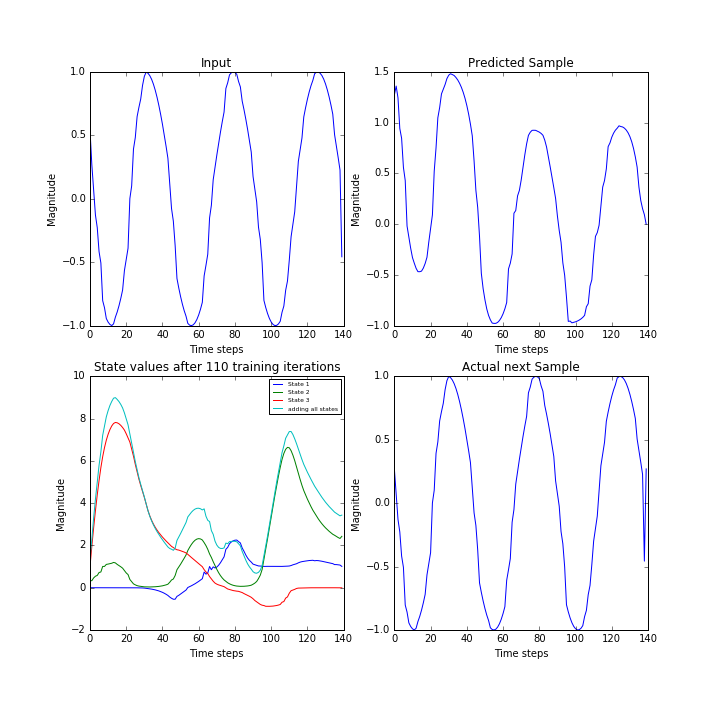 Input
Magnitude
1.0
0.5
0.0
−0.5
−1.0
0 20 40 60 80 100 120 140
Time steps
Predicted Sample
Magnitude
1.5
1.0
0.5
0.0
−0.5
−1.0
0 20 40 60 80 100 120 140
Time steps
State values after 110 training iterations
Magnitude
10
8
6
4
2
0
−2
State 1
State 2
State 3
adding all states
0 20 40 60 80 100 120 140
Time steps
Actual next Sample
Magnitude
1.0
0.5
0.0
−0.5
−1.0
0 20 40 60 80 100 120 140
Time steps